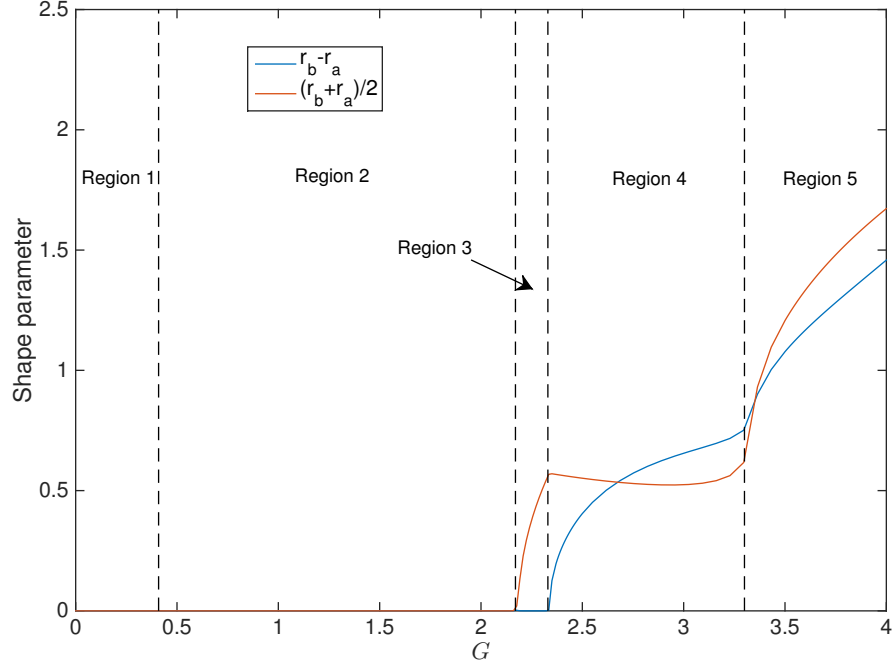 2.5
r_b-r_a
(r_b+r_a)/2
2
Region 1
Region 2
Region 4
Region 5
1.5
Region 3
Shape parameter
1
0.5
0
0 0.5 1 1.5 2 2.5 3 3.5 4
G